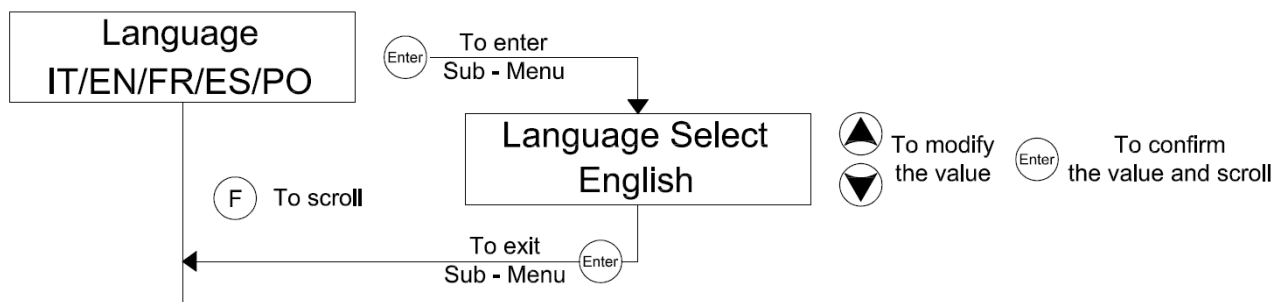 Language
IT/EN/FR/ES/PO
Enter
To enter
Sub - Menu
Language Select
English
To modify
the value
Enter
To confirm
the value and scroll
F
To scroll
To exit
Sub - Menu
Enter